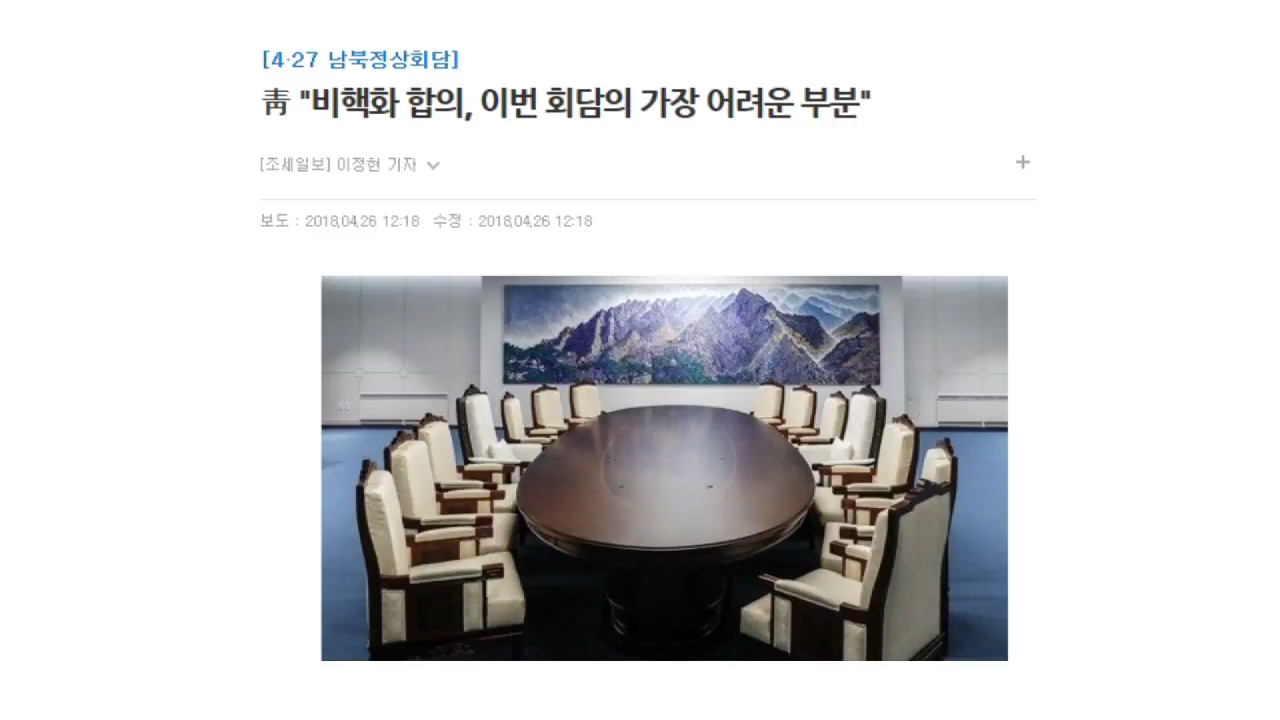 [4·27 남북정상회담]
靑 "비핵화 합의, 이번 회담의 가장 어려운 부분"
[조세일보] 이정현 기자
보도 : 2018.04.26 12:18 수정 : 2018.04.26 12:18